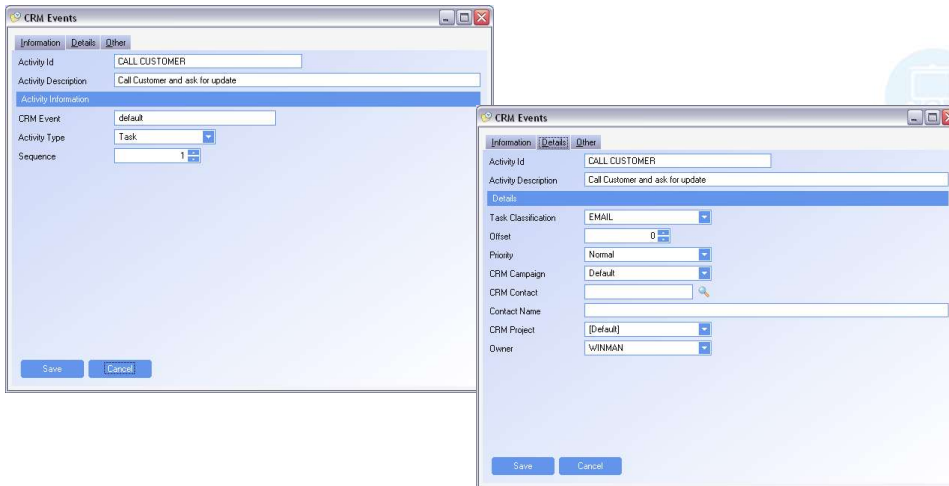 CRM Events
Information Details Other
Activity Id CALL CUSTOMER
Activity Description Call Customer and ask for update
Activity Information
CRM Event default
Activity Type Task
Sequence 1
Save Cancel
CRM Events
Information Details Other
Activity Id CALL CUSTOMER
Activity Description Call Customer and ask for update
Details
Task Classification EMAIL
Offset 0
Priority Normal
CRM Campaign Default
CRM Contact
Contact Name
CRM Project [Default]
Owner WINMAN
Save Cancel